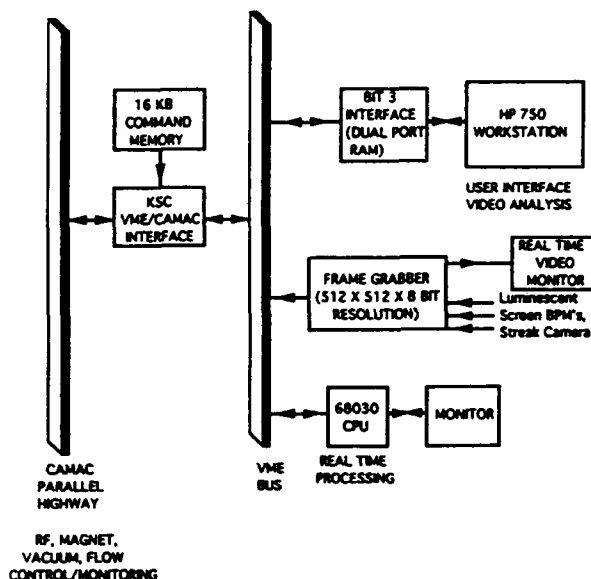 16 KB
COMMAND
MEMORY
KSC
VME/CAMAC
INTERFACE
BIT 3
INTERFACE
(DUAL PORT
RAM)
HP 750
WORKSTATION
USER INTERFACE
VIDEO ANALYSIS
FRAME GRABBER
(512 X 512 X 8 BIT
RESOLUTION)
REAL TIME
VIDEO
MONITOR
Luminescent
Screen BPM's,
Streak Camera
68030
CPU
MONITOR
REAL TIME
PROCESSING
CAMAC
PARALLEL
HIGHWAY
VME
BUS
RF, MAGNET,
VACUUM, FLOW
CONTROL/MONITORING